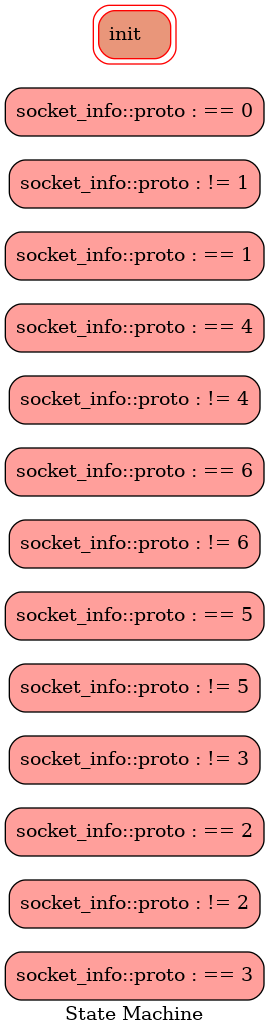 init
socket_info::proto : == 0
socket_info::proto : != 1
socket_info::proto : == 1
socket_info::proto : == 4
socket_info::proto : != 4
socket_info::proto : == 6
socket_info::proto : != 6
socket_info::proto : == 5
socket_info::proto : != 5
socket_info::proto : != 3
socket_info::proto : == 2
socket_info::proto : != 2
socket_info::proto : == 3
State Machine